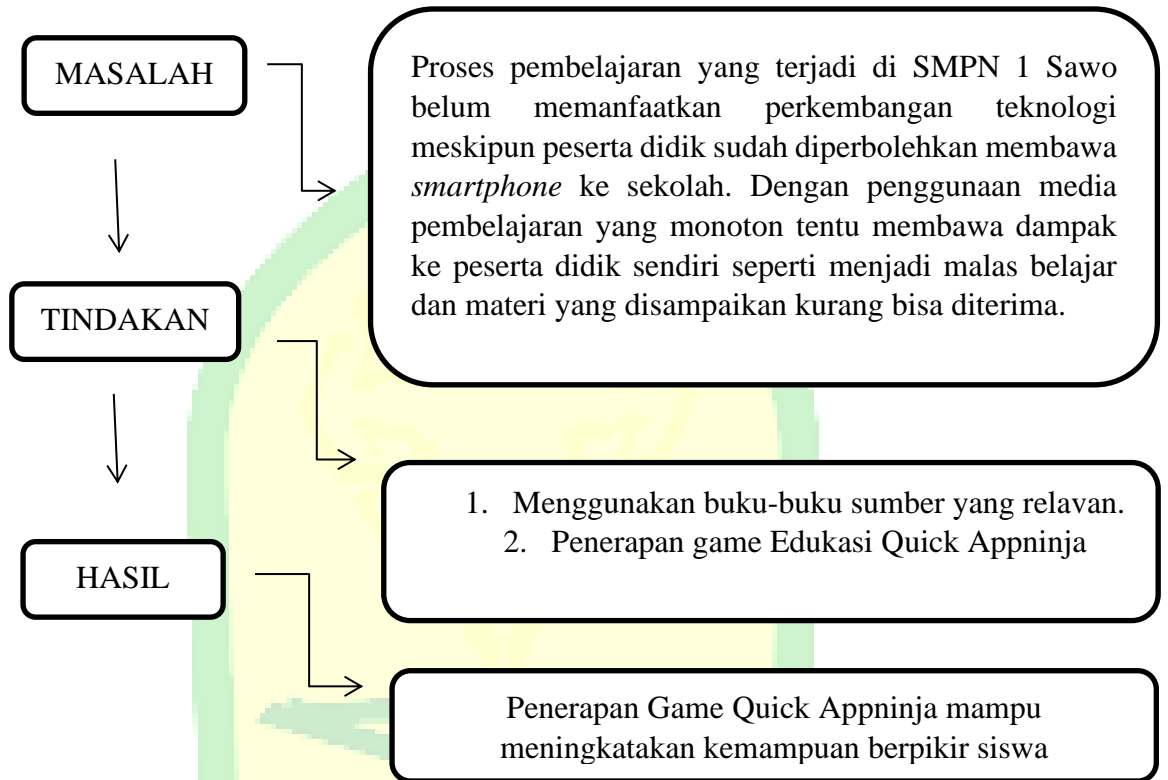 MASALAH
Proses pembelajaran yang terjadi di SMPN 1 Sawo
belum memanfaatkan perkembangan teknologi
meskipun peserta didik sudah diperbolehkan membawa
smartphone ke sekolah. Dengan penggunaan media
pembelajaran yang monoton tentu membawa dampak
ke peserta didik sendiri seperti menjadi malas belajar
dan materi yang disampaikan kurang bisa diterima.
TINDAKAN
1. Menggunakan buku-buku sumber yang relavan.
2. Penerapan game Edukasi Quick Appninja
HASIL
Penerapan Game Quick Appninja mampu
meningkatakan kemampuan berpikir siswa